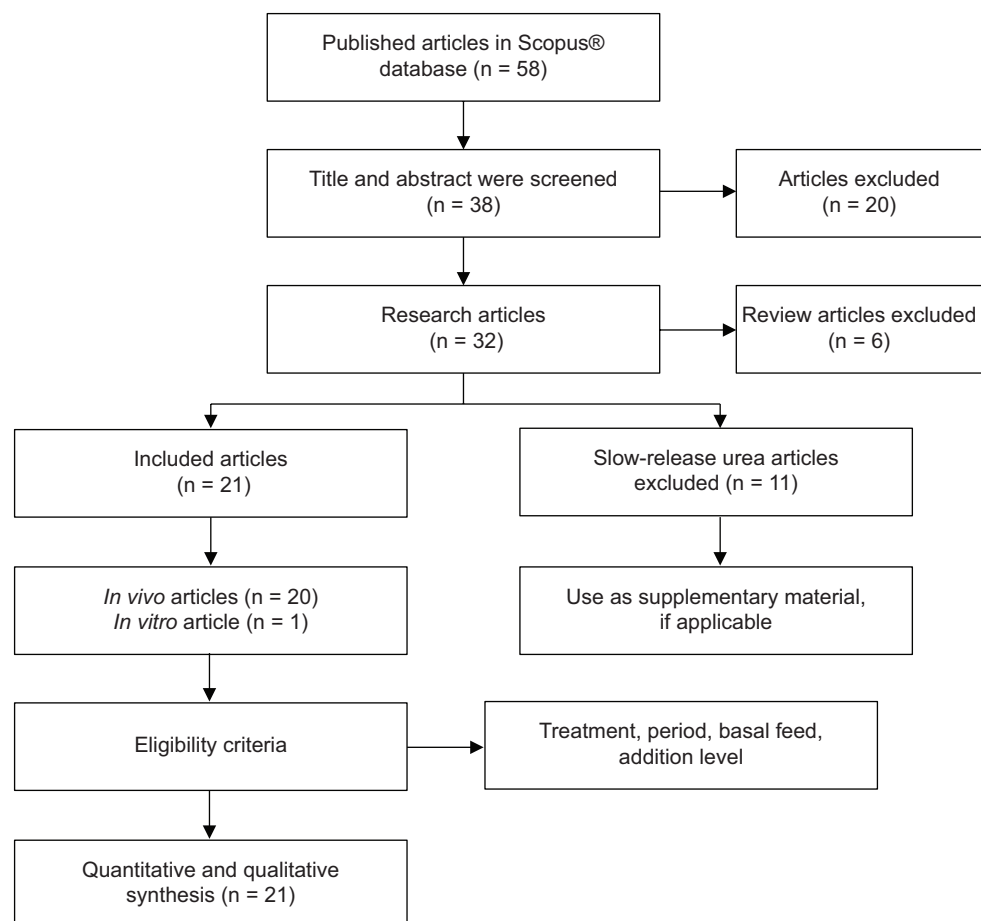 Published articles in Scopus®
database (n = 58)
Title and abstract were screened
(n = 38)
Articles excluded
(n = 20)
Research articles
(n = 32)
Review articles excluded
(n = 6)
Included articles
(n = 21)
Slow-release urea articles
excluded (n = 11)
In vivo articles (n = 20)
In vitro article (n = 1)
Use as supplementary material,
if applicable
Eligibility criteria
Treatment, period, basal feed,
addition level
Quantitative and qualitative
synthesis (n = 21)